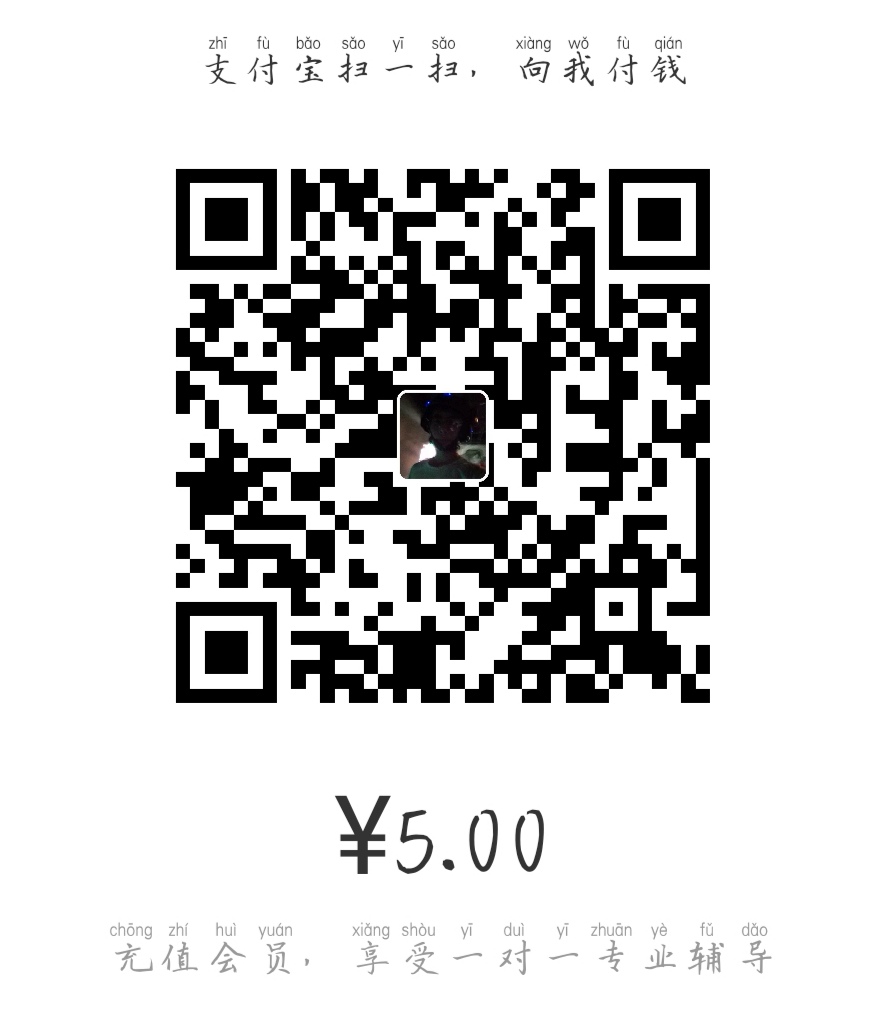 zhī fù bǎo sǎo yī sǎo xiàng wǒ fù qián
支付宝扫一扫，向我付钱
¥5.00
chōng zhí huì yuán xiǎng shòu yī duì yī zhuān yè fǔ dǎo
充值会员，享受一对一专业辅导